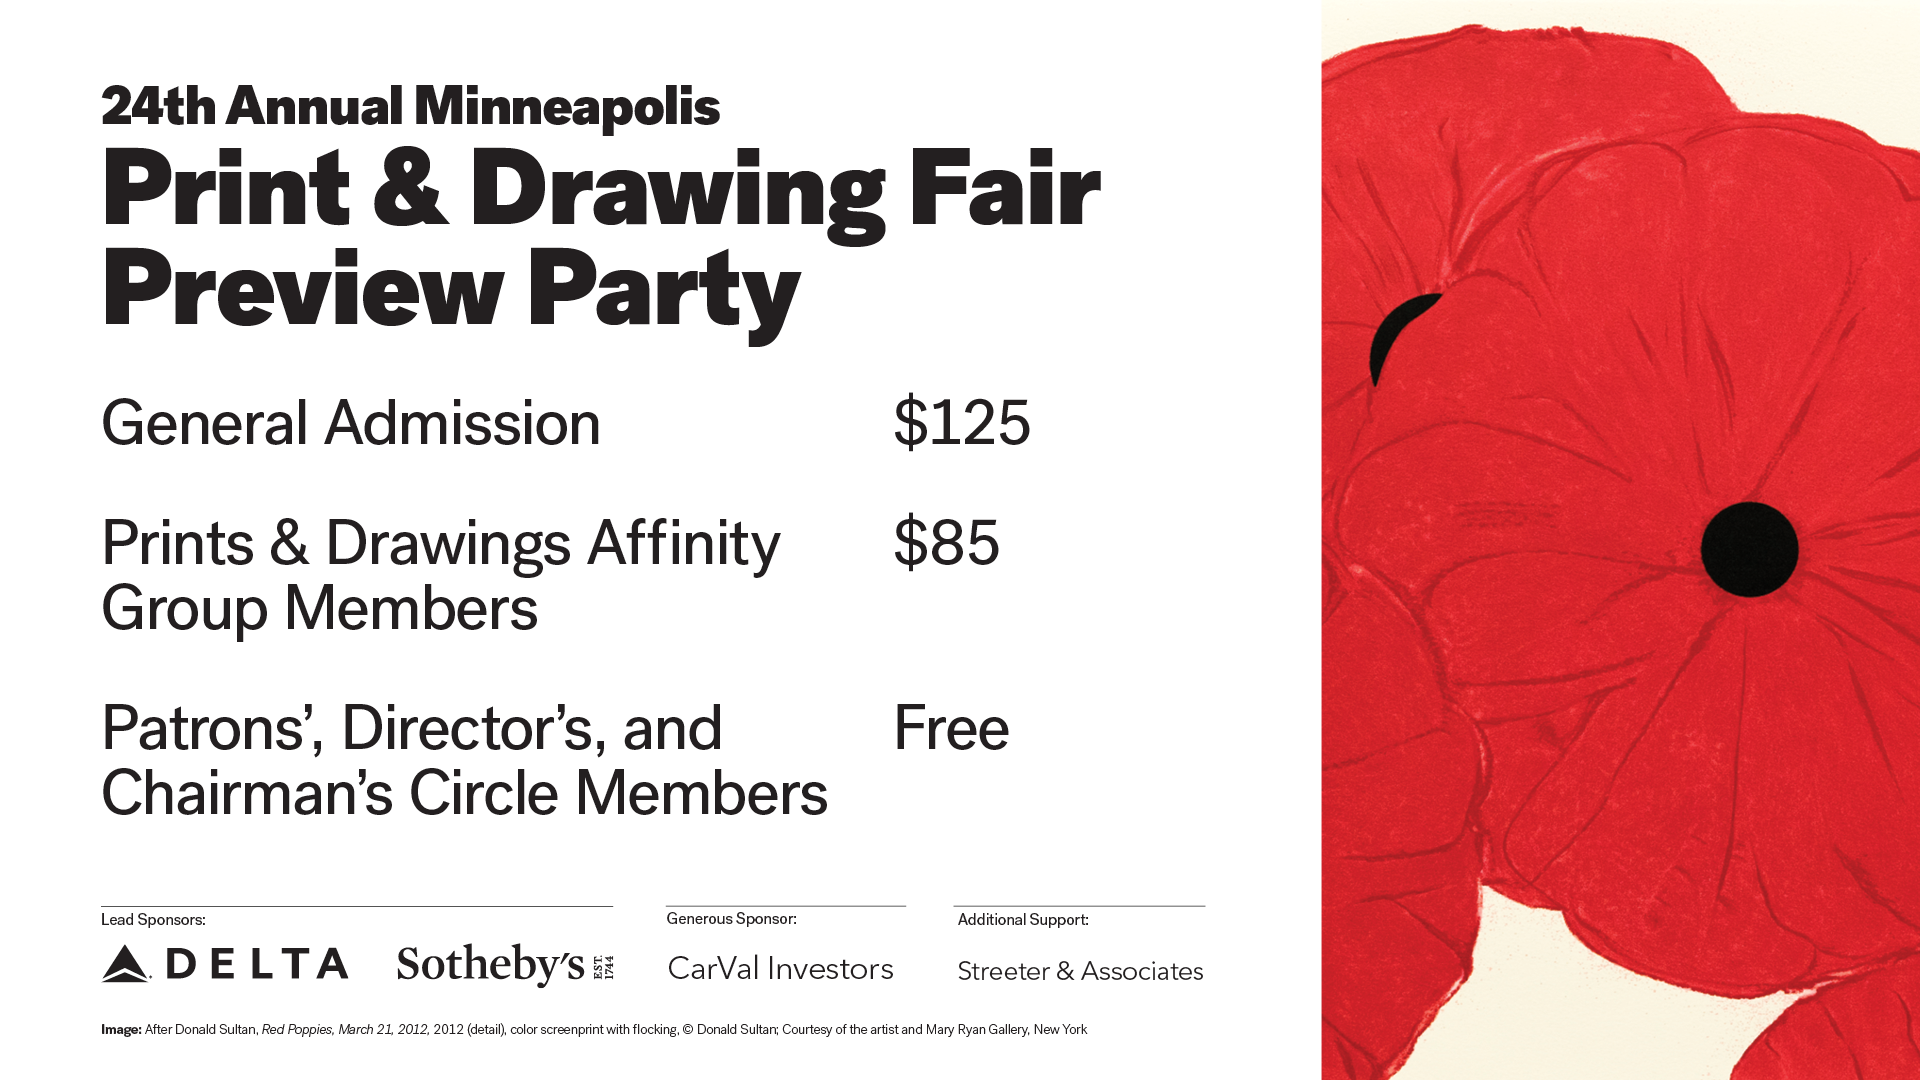 24th Annual Minneapolis
Print & Drawing Fair
Preview Party
General Admission $125
Prints & Drawings Affinity $85
Group Members
Patrons’, Director’s, and Free
Chairman’s Circle Members
Lead Sponsors:
DELTA Sotheby’s EST. 1744
Generous Sponsor:
CarVal Investors
Additional Support:
Streeter & Associates
Image: After Donald Sultan, Red Poppies, March 21, 2012, 2012 (detail), color screenprint with flocking, © Donald Sultan; Courtesy of the artist and Mary Ryan Gallery, New York